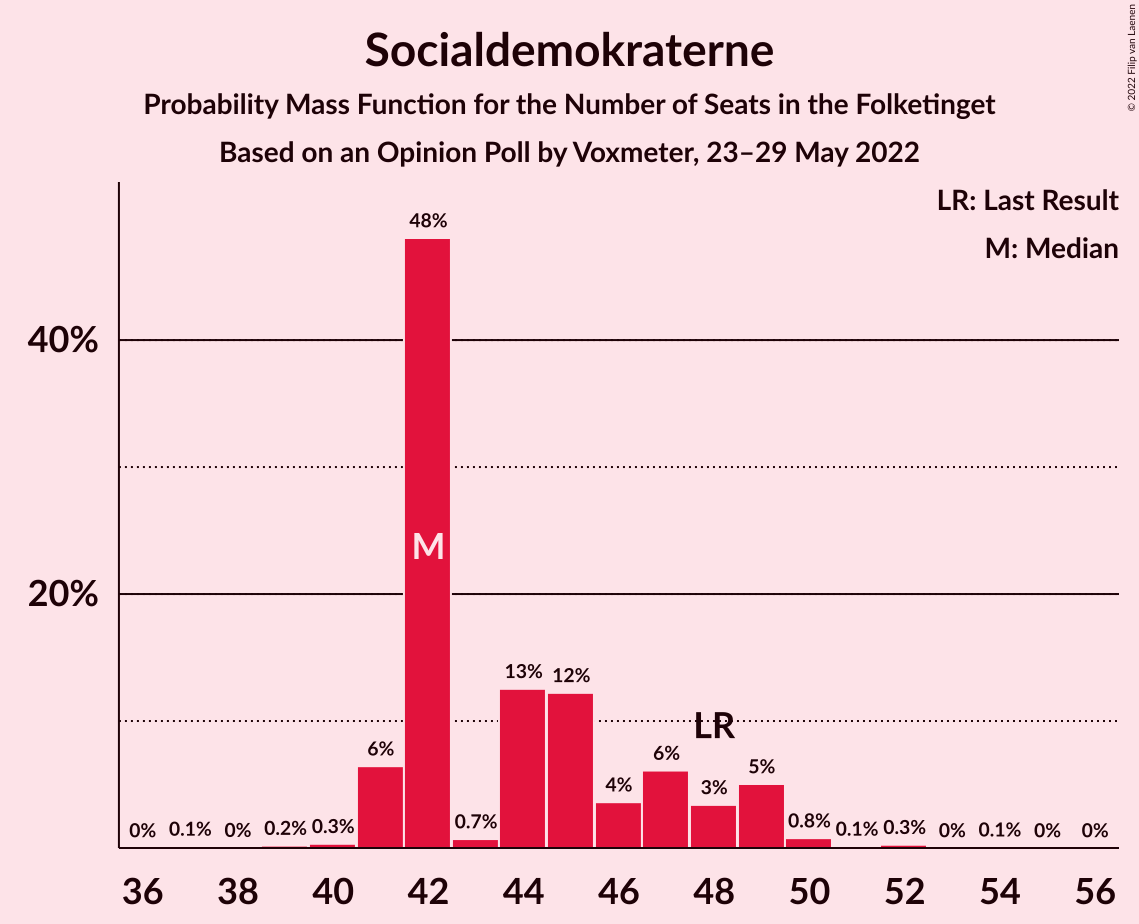 Socialdemokraterne
Probability Mass Function for the Number of Seats in the Folketinget
Based on an Opinion Poll by Voxmeter, 23–29 May 2022
© 2022 Filip van Laenen
LR: Last Result
M: Median
40%
20%
0% 0.1% 0% 0.2% 0.3% 6% 48% 0.7% 13% 12% 4% 6% 3% 5% 0.8% 0.1% 0.3% 0% 0.1% 0% 0%
M
LR
36 38 40 42 44 46 48 50 52 54 56